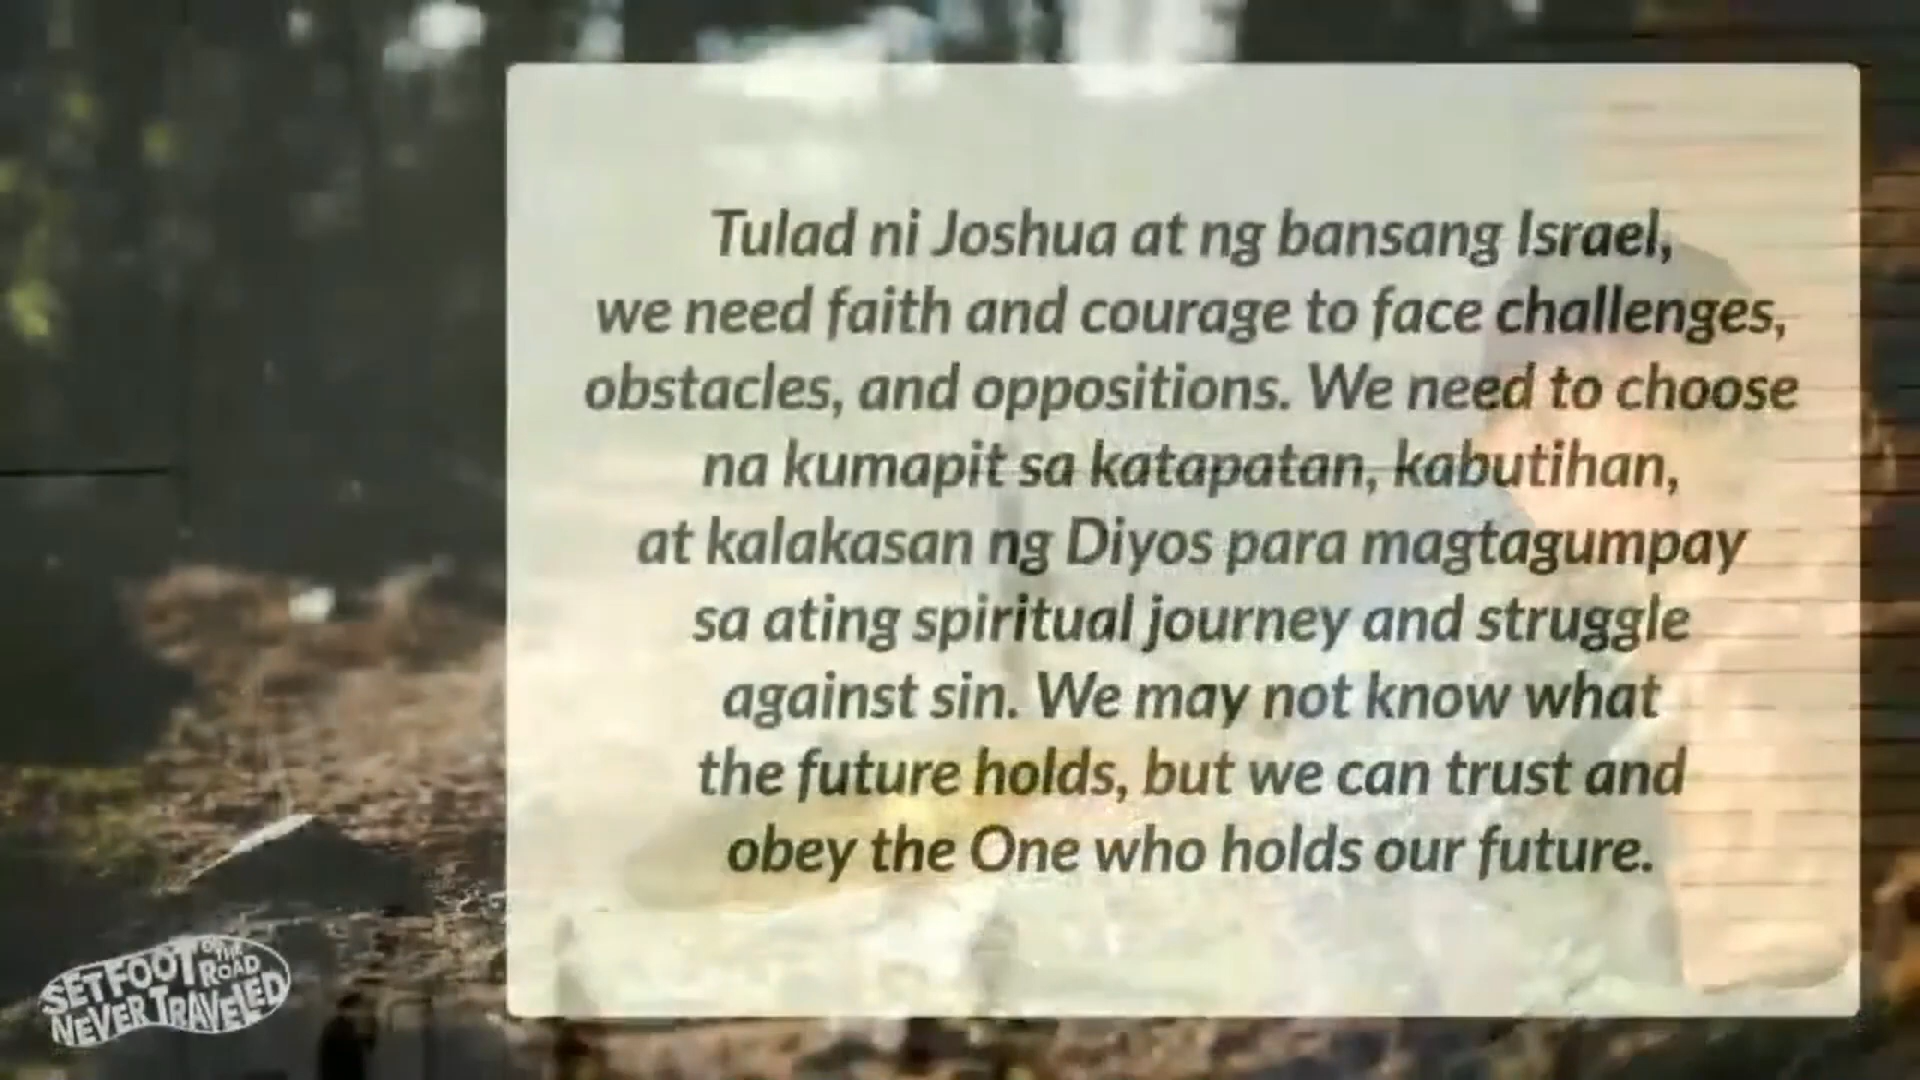 Tulad ni Joshua at ng bansang Israel,
we need faith and courage to face challenges,
obstacles, and oppositions. We need to choose
na kumapit sa katapatan, kabutihan,
at kalakasan ng Diyos para magtagumpay
sa ating spiritual journey and struggle
against sin. We may not know what
the future holds, but we can trust and
obey the One who holds our future.
SET FOOT ON THE ROAD
NEVER TRAVELED